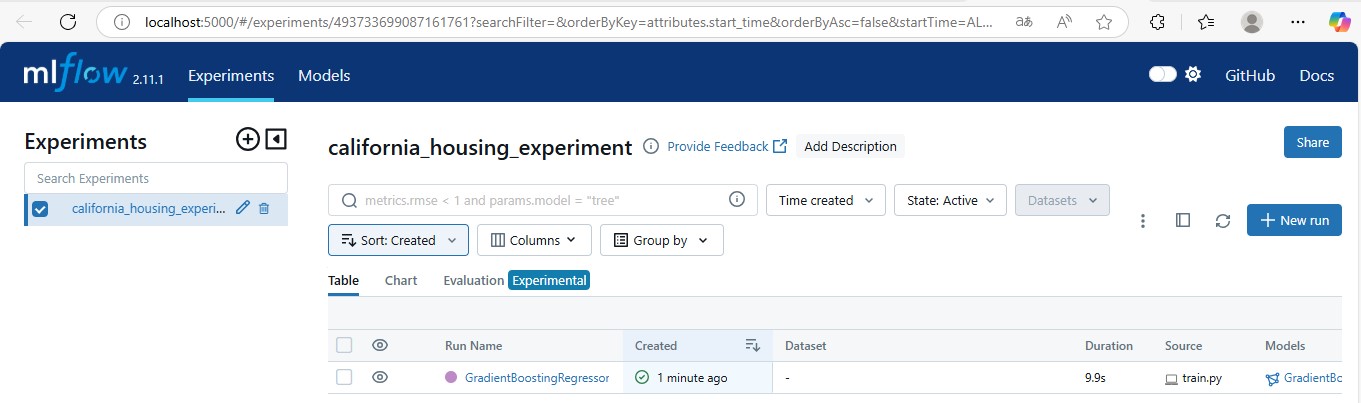 localhost:5000/#/experiments/493733699087161761?searchFilter=&orderByKey=attributes.start_time&orderByAsc=false&startTime=AL...
mlflow 2.11.1 Experiments Models GitHub Docs
Experiments
Search Experiments
california_housing_experi...
california_housing_experiment Provide Feedback Add Description Share
metrics.rmse < 1 and params.model = "tree" Time created State: Active Datasets
New run
Sort: Created Columns Group by
Table Chart Evaluation Experimental
Run Name Created Dataset Duration Source Models
GradientBoostingRegressor 1 minute ago - 9.9s train.py GradientBo